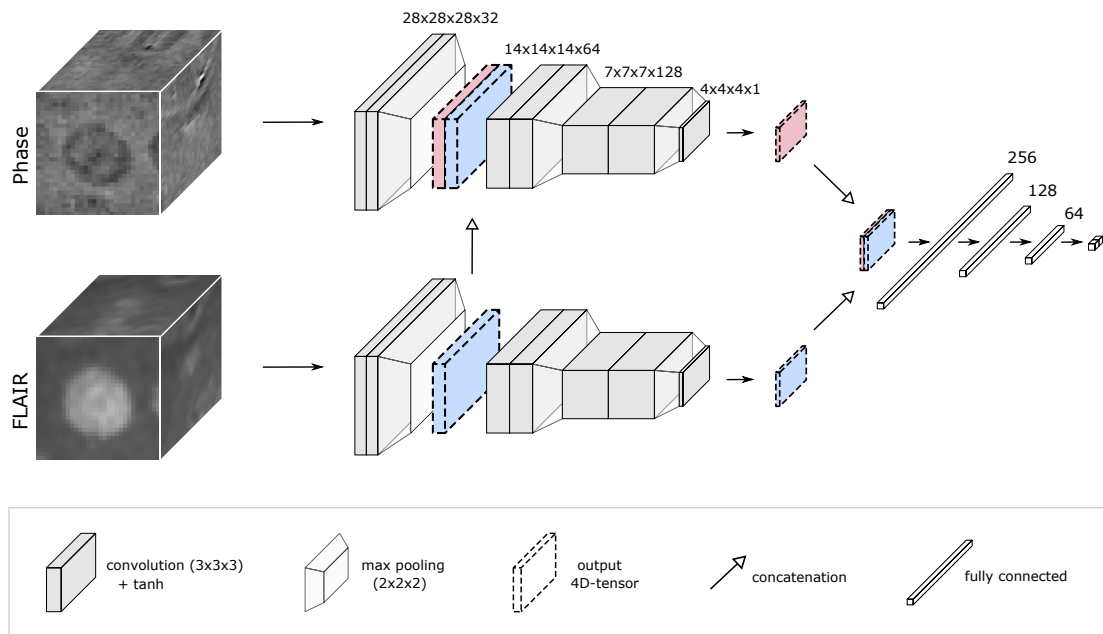 28x28x28x32
14x14x14x64
7x7x7x128
4x4x4x1
Phase
256
128
64
FLAIR
convolution (3x3x3)
+ tanh
max pooling
(2x2x2)
output
4D-tensor
concatenation
fully connected